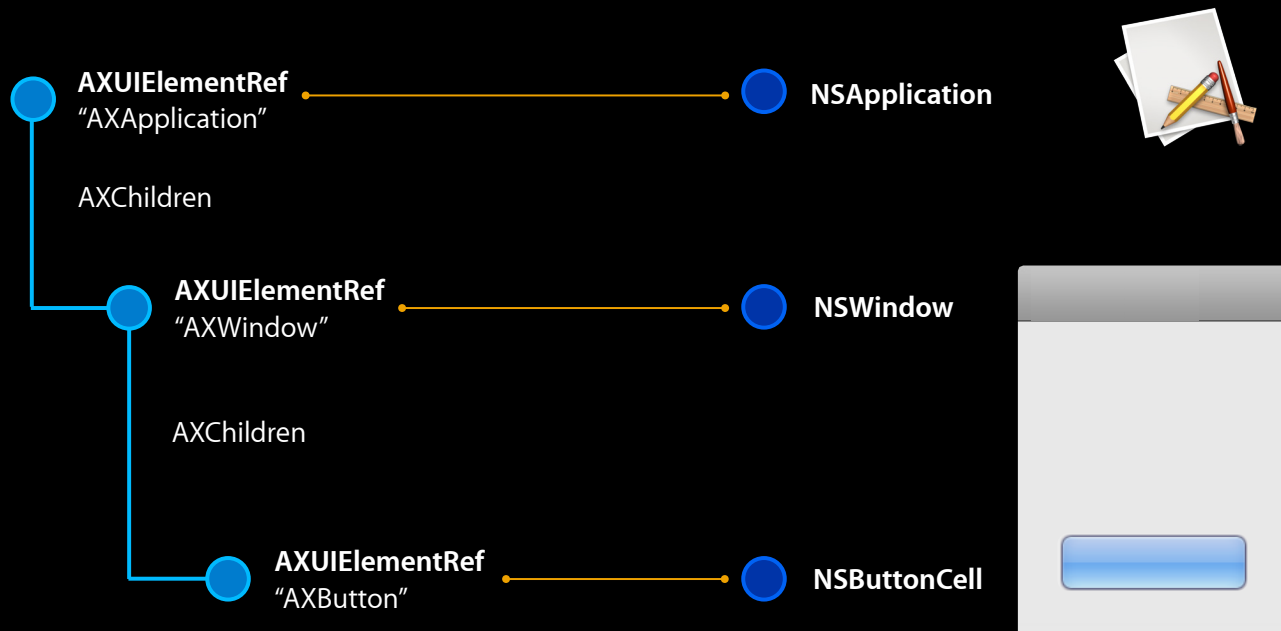 AXUIElementRef
“AXApplication”
NSApplication
AXChildren
AXUIElementRef
“AXWindow”
NSWindow
AXChildren
AXUIElementRef
“AXButton”
NSButtonCell